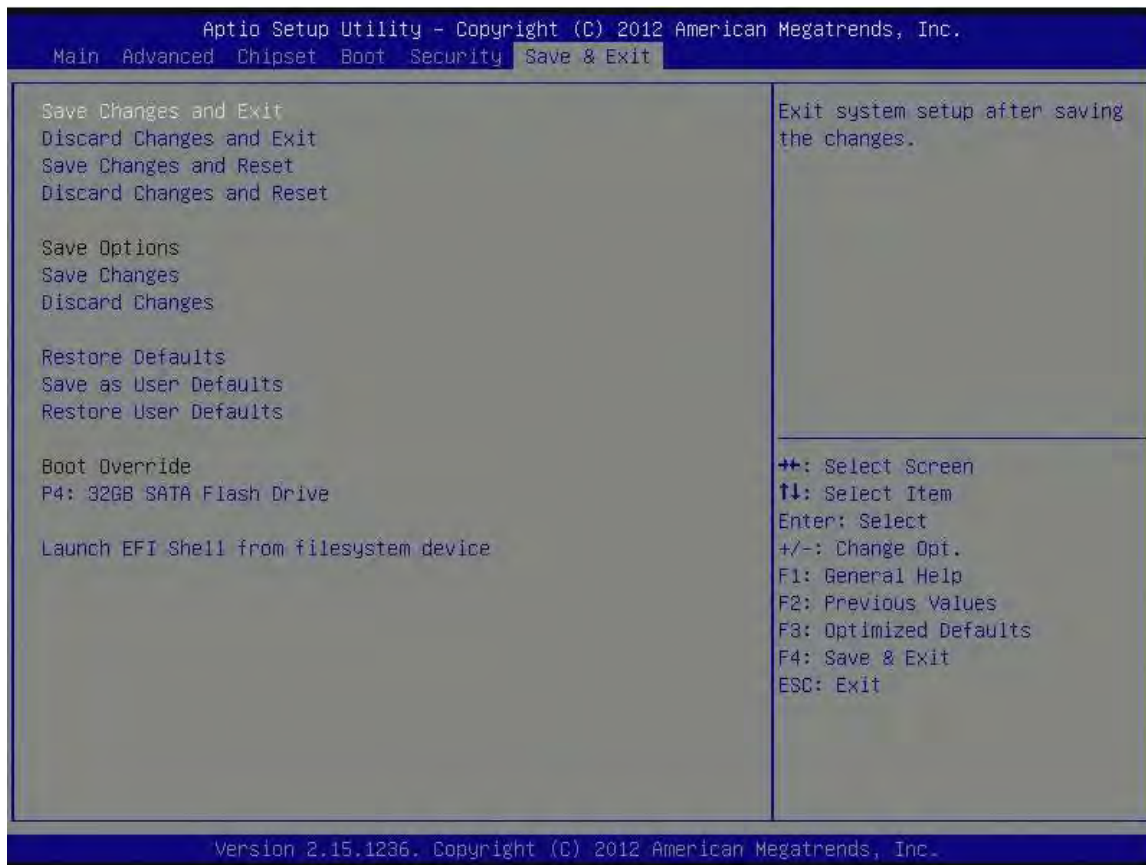 Aptio Setup Utility – Copyright (C) 2012 American Megatrends, Inc.
Main Advanced Chipset Boot Security Save & Exit
Save Changes and Exit
Discard Changes and Exit
Save Changes and Reset
Discard Changes and Reset
Save Options
Save Changes
Discard Changes
Restore Defaults
Save as User Defaults
Restore User Defaults
Boot Override
P4: 32GB SATA Flash Drive
Launch EFI Shell from filesystem device
Exit system setup after saving
the changes.
→←: Select Screen
↑↓: Select Item
Enter: Select
+/-: Change Opt.
F1: General Help
F2: Previous Values
F3: Optimized Defaults
F4: Save & Exit
ESC: Exit
Version 2.15.1236. Copyright (C) 2012 American Megatrends, Inc.